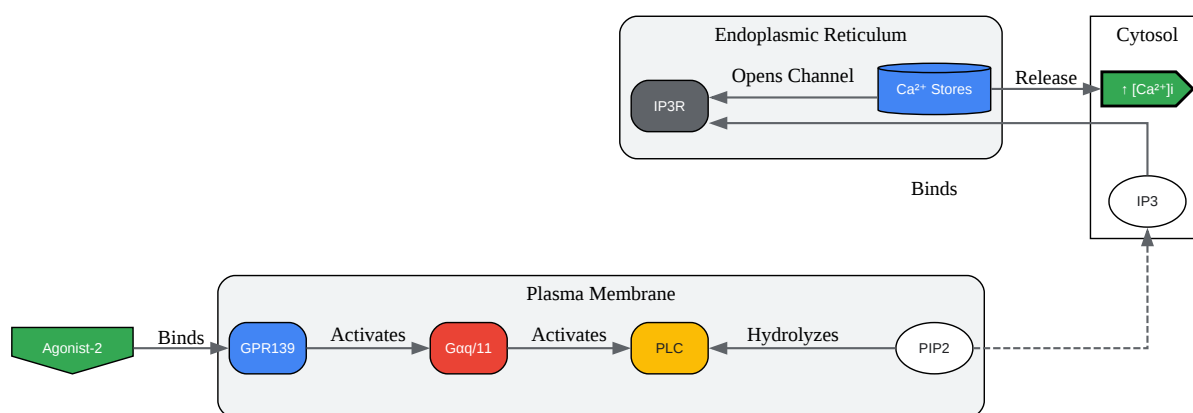 Endoplasmic Reticulum
Cytosol
Opens Channel
Ca²⁺ Stores
Release
↑ [Ca²⁺]i
IP3R
Binds
IP3
Plasma Membrane
Agonist-2
Binds
GPR139
Activates
Gαq/11
Activates
PLC
Hydrolyzes
PIP2